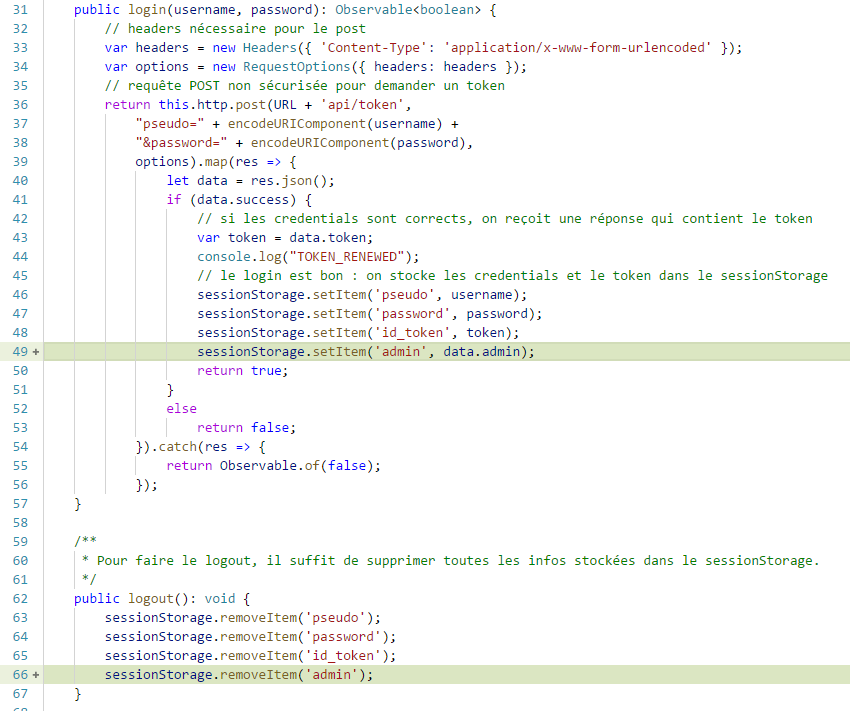 31 public login(username, password): Observable<boolean> {
32 // headers nécessaire pour le post
33 var headers = new Headers({ 'Content-Type': 'application/x-www-form-urlencoded' });
34 var options = new RequestOptions({ headers: headers });
35 // requête POST non sécurisée pour demander un token
36 return this.http.post(URL + 'api/token',
37 "pseudo=" + encodeURIComponent(username) +
38 "&password=" + encodeURIComponent(password),
39 options).map(res => {
40 let data = res.json();
41 if (data.success) {
42 // si les credentials sont corrects, on reçoit une réponse qui contient le token
43 var token = data.token;
44 console.log("TOKEN_RENEWED");
45 // le login est bon : on stocke les credentials et le token dans le sessionStorage
46 sessionStorage.setItem('pseudo', username);
47 sessionStorage.setItem('password', password);
48 sessionStorage.setItem('id_token', token);
49 + sessionStorage.setItem('admin', data.admin);
50 return true;
51 }
52 else
53 return false;
54 }).catch(res => {
55 return Observable.of(false);
56 });
57 }
58
59 /**
60 * Pour faire le logout, il suffit de supprimer toutes les infos stockées dans le sessionStorage.
61 */
62 public logout(): void {
63 sessionStorage.removeItem('pseudo');
64 sessionStorage.removeItem('password');
65 sessionStorage.removeItem('id_token');
66 + sessionStorage.removeItem('admin');
67 }